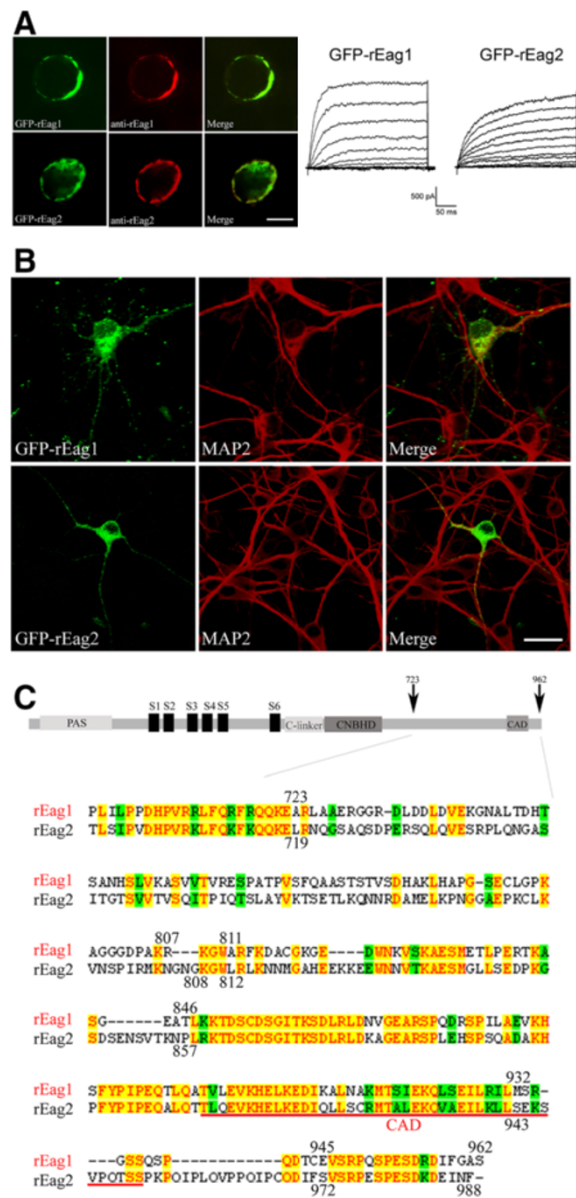 A
GFP-rEag1
anti-rEag1
Merge
GFP-rEag2
anti-rEag2
Merge
GFP-rEag1 GFP-rEag2
500 pA
50 ms
B
GFP-rEag1
MAP2
Merge
GFP-rEag2
MAP2
Merge
C
723 962
PAS S1 S2 S3 S4 S5 S6 C-linker CNBHD CAD
723
rEag1 PLILPPDHPVRRLFQRFRQQKEARLAAERGGR-DLDDLDVEKGNALTDHT
rEag2 TLSIPVDHPVRKLFQKFKQQKELRNQGSAQSDPERSQLQVESRPLQNGAS
719
rEag1 SANHSLVKASVVTVRESPATPVSFQAASTSTVSDHAKLHAPG-SECLGPK
rEag2 ITGTSVVTVSQITPIQTSLAYVKTSETLKQNNRDAMELKPNGGAEPKCLK
807 811
rEag1 AGGGDPAKR---KGWARFKDACGKGE----DWNKVSKAESMETLPERTKA
rEag2 VNSPIRMKNGNGKGWLRLKNNMGAHEEKKEEWNNVTKAESMGLLSEDPKG
808 812
846
rEag1 SG------EATLKKTDSCDSGITKSDLRLDNVGEARSPQDRSPILAEVKH
rEag2 SDSENSVTKNPLRKTDSCDSGITKSDLRLDKAGEARSPLEHSPSQADAKH
857
932
rEag1 SFYPIPEQTLQATVLEVKHELKEDIKALNAKMTSIEKQLSEILRILMSR-
rEag2 PFYPIPEQALQTTLQEVKHELKEDIQLLSCRMTALEKQVAEILKLLSEKS
CAD 943
945 962
rEag1 ---GSSQSP----------QDTCEVSRPQSPESDRDIFGAS
rEag2 VPQTSSPKPQIPLQVPPQIPCQDIFSVSRPESPESDKDEINF-
972 988